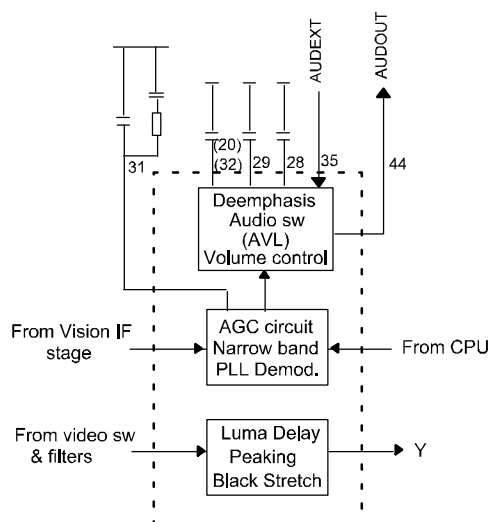 AUDEXT
AUDOUT
(20)
(32)
31
29
28
35
44
Deemphasis
Audio sw
(AVL)
Volume control
From Vision IF
stage
AGC circuit
Narrow band
PLL Demod.
From CPU
From video sw
& filters
Luma Delay
Peaking
Black Stretch
Y